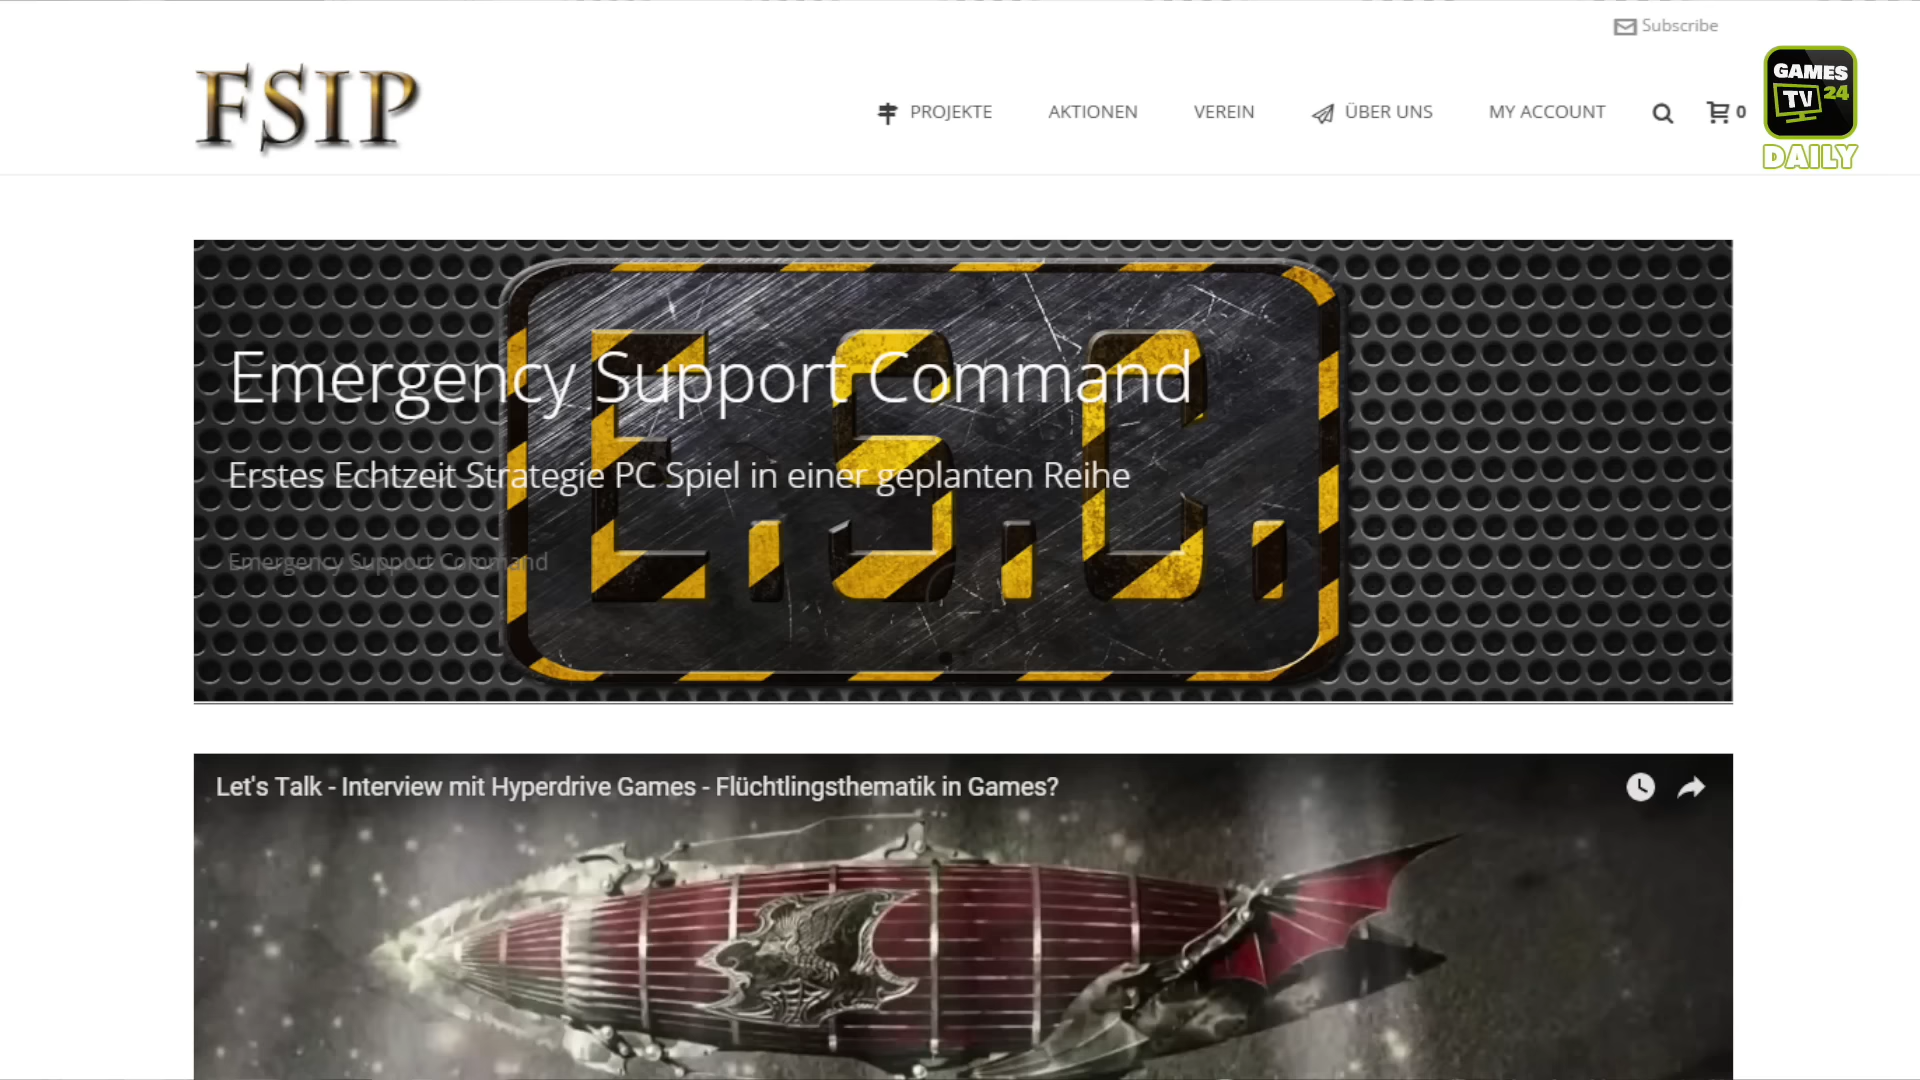 Subscribe
FSIP
PROJEKTE
AKTIONEN
VEREIN
ÜBER UNS
MY ACCOUNT
0
GAMES
TV 24
DAILY
E.S.C.
Emergency Support Command
Erstes Echtzeit Strategie PC Spiel in einer geplanten Reihe
Emergency Support Command
Let's Talk - Interview mit Hyperdrive Games - Flüchtlingsthematik in Games?